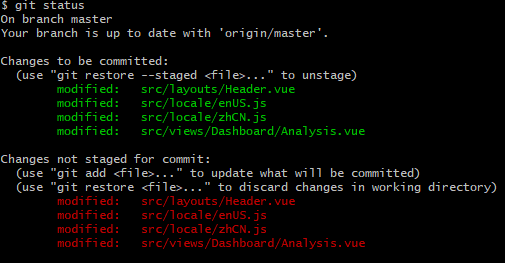 $ git status
On branch master
Your branch is up to date with 'origin/master'.
Changes to be committed:
(use "git restore --staged <file>..." to unstage)
modified: src/layouts/Header.vue
modified: src/locale/enUS.js
modified: src/locale/zhCN.js
modified: src/views/Dashboard/Analysis.vue
Changes not staged for commit:
(use "git add <file>..." to update what will be committed)
(use "git restore <file>..." to discard changes in working directory)
modified: src/layouts/Header.vue
modified: src/locale/enUS.js
modified: src/locale/zhCN.js
modified: src/views/Dashboard/Analysis.vue